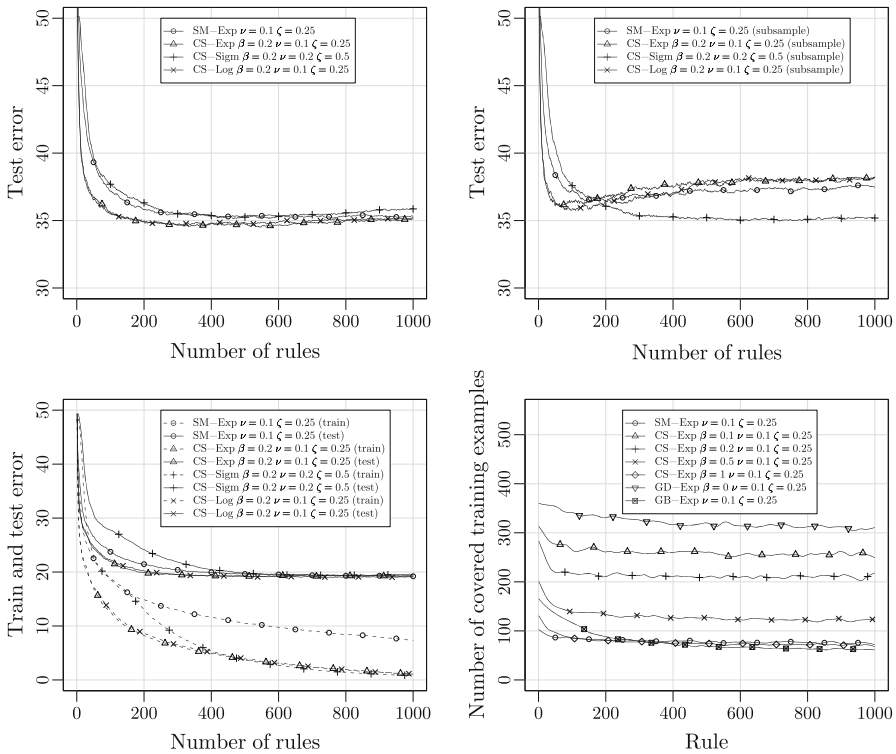 Test error
50
45
40
35
30
SM−Exp ν = 0.1 ζ = 0.25
CS−Exp β = 0.2 ν = 0.1 ζ = 0.25
CS−Sigm β = 0.2 ν = 0.2 ζ = 0.5
CS−Log β = 0.2 ν = 0.1 ζ = 0.25
0 200 400 600 800 1000
Number of rules
Test error
50
45
40
35
30
SM−Exp ν = 0.1 ζ = 0.25 (subsample)
CS−Exp β = 0.2 ν = 0.1 ζ = 0.25 (subsample)
CS−Sigm β = 0.2 ν = 0.2 ζ = 0.5 (subsample)
CS−Log β = 0.2 ν = 0.1 ζ = 0.25 (subsample)
0 200 400 600 800 1000
Number of rules
Train and test error
50
40
30
20
10
0
SM−Exp ν = 0.1 ζ = 0.25 (train)
SM−Exp ν = 0.1 ζ = 0.25 (test)
CS−Exp β = 0.2 ν = 0.1 ζ = 0.25 (train)
CS−Exp β = 0.2 ν = 0.1 ζ = 0.25 (test)
CS−Sigm β = 0.2 ν = 0.2 ζ = 0.5 (train)
CS−Sigm β = 0.2 ν = 0.2 ζ = 0.5 (test)
CS−Log β = 0.2 ν = 0.1 ζ = 0.25 (train)
CS−Log β = 0.2 ν = 0.1 ζ = 0.25 (test)
0 200 400 600 800 1000
Number of rules
Number of covered training examples
500
400
300
200
100
0
SM−Exp ν = 0.1 ζ = 0.25
CS−Exp β = 0.1 ν = 0.1 ζ = 0.25
CS−Exp β = 0.2 ν = 0.1 ζ = 0.25
CS−Exp β = 0.5 ν = 0.1 ζ = 0.25
CS−Exp β = 1 ν = 0.1 ζ = 0.25
GD−Exp β = 0 ν = 0.1 ζ = 0.25
GB−Exp ν = 0.1 ζ = 0.25
0 200 400 600 800 1000
Rule